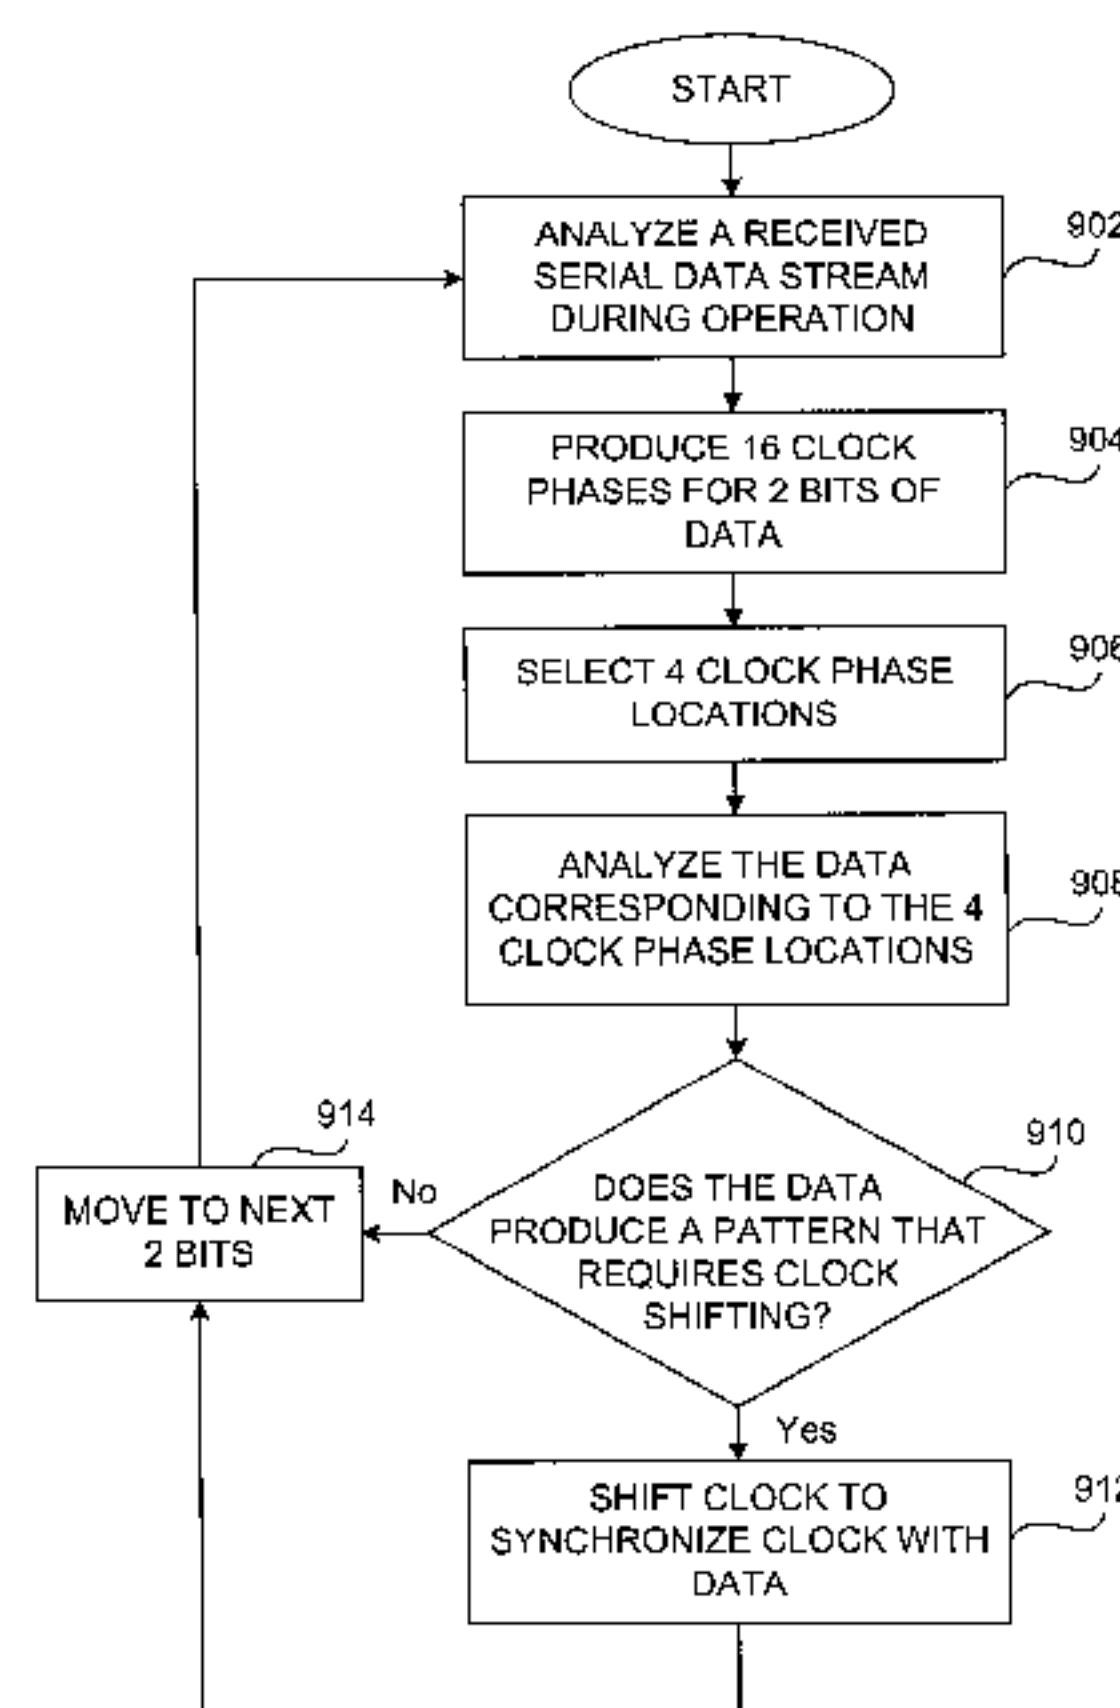 START
ANALYZE A RECEIVED
SERIAL DATA STREAM
DURING OPERATION
902
PRODUCE 16 CLOCK
PHASES FOR 2 BITS OF
DATA
904
SELECT 4 CLOCK PHASE
LOCATIONS
906
ANALYZE THE DATA
CORRESPONDING TO THE 4
CLOCK PHASE LOCATIONS
908
914
MOVE TO NEXT
2 BITS
No
910
DOES THE DATA
PRODUCE A PATTERN THAT
REQUIRES CLOCK
SHIFTING?
Yes
SHIFT CLOCK TO
SYNCHRONIZE CLOCK WITH
DATA
912